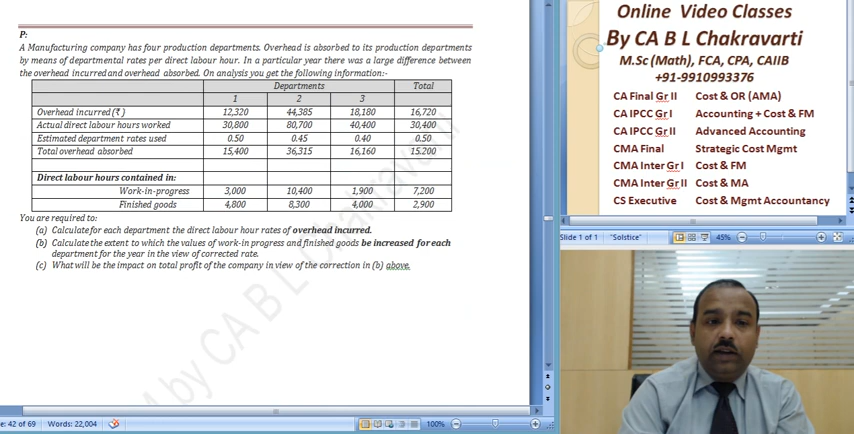 P:
A Manufacturing company has four production departments. Overhead is absorbed to its production departments
by means of departmental rates per direct labour hour. In a particular year there was a large difference between
the overhead incurred and overhead absorbed. On analysis you get the following information:-
Departments Total
1 2 3
Overhead incurred (₹) 12,320 44,385 18,180 16,720
Actual direct labour hours worked 30,800 80,700 40,400 30,400
Estimated department rates used 0.50 0.45 0.40 0.50
Total overhead absorbed 15,400 36,315 16,160 15.200
Direct labour hours contained in:
Work-in-progress 3,000 10,400 1,900 7,200
Finished goods 4,800 8,300 4,000 2,900
You are required to:
(a) Calculate for each department the direct labour hour rates of overhead incurred.
(b) Calculate the extent to which the values of work-in progress and finished goods be increased for each
department for the year in the view of corrected rate.
(c) What will be the impact on total profit of the company in view of the correction in (b) above.
by CA B L Chakravarti
e: 42 of 69 Words: 22,004 100%
Online Video Classes
By CA B L Chakravarti
M.Sc (Math), FCA, CPA, CAIIB
+91-9910993376
CA Final Gr II Cost & OR (AMA)
CA IPCC Gr I Accounting + Cost & FM
CA IPCC Gr II Advanced Accounting
CMA Final Strategic Cost Mgmt
CMA Inter Gr I Cost & FM
CMA Inter Gr II Cost & MA
CS Executive Cost & Mgmt Accountancy
Slide 1 of 1 "Solstice" 45%